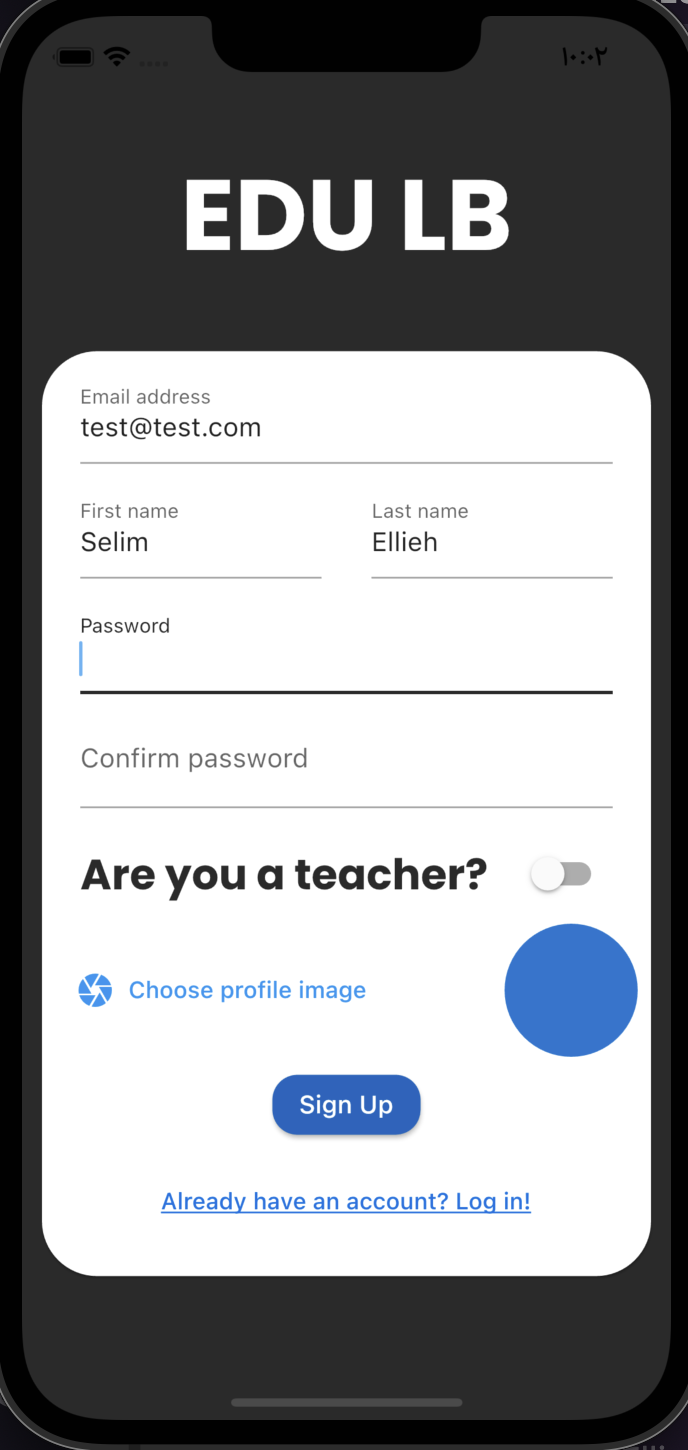 ١٠:٠٢
EDU LB
Email address
test@test.com
First name Last name
Selim Ellieh
Password
Confirm password
Are you a teacher?
Choose profile image
Sign Up
Already have an account? Log in!